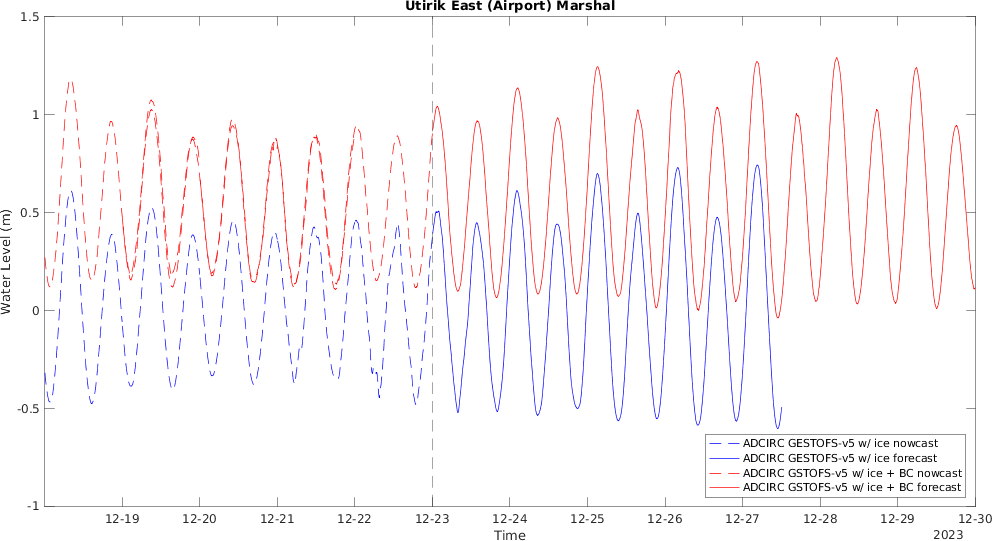 Utirik East (Airport) Marshal
1.5
1
0.5
0
-0.5
-1
Water Level (m)
12-19 12-20 12-21 12-22 12-23 12-24 12-25 12-26 12-27 12-28 12-29 12-30
Time
2023
ADCIRC GESTOFS-v5 w/ ice nowcast
ADCIRC GESTOFS-v5 w/ ice forecast
ADCIRC GSTOFS-v5 w/ ice + BC nowcast
ADCIRC GSTOFS-v5 w/ ice + BC forecast